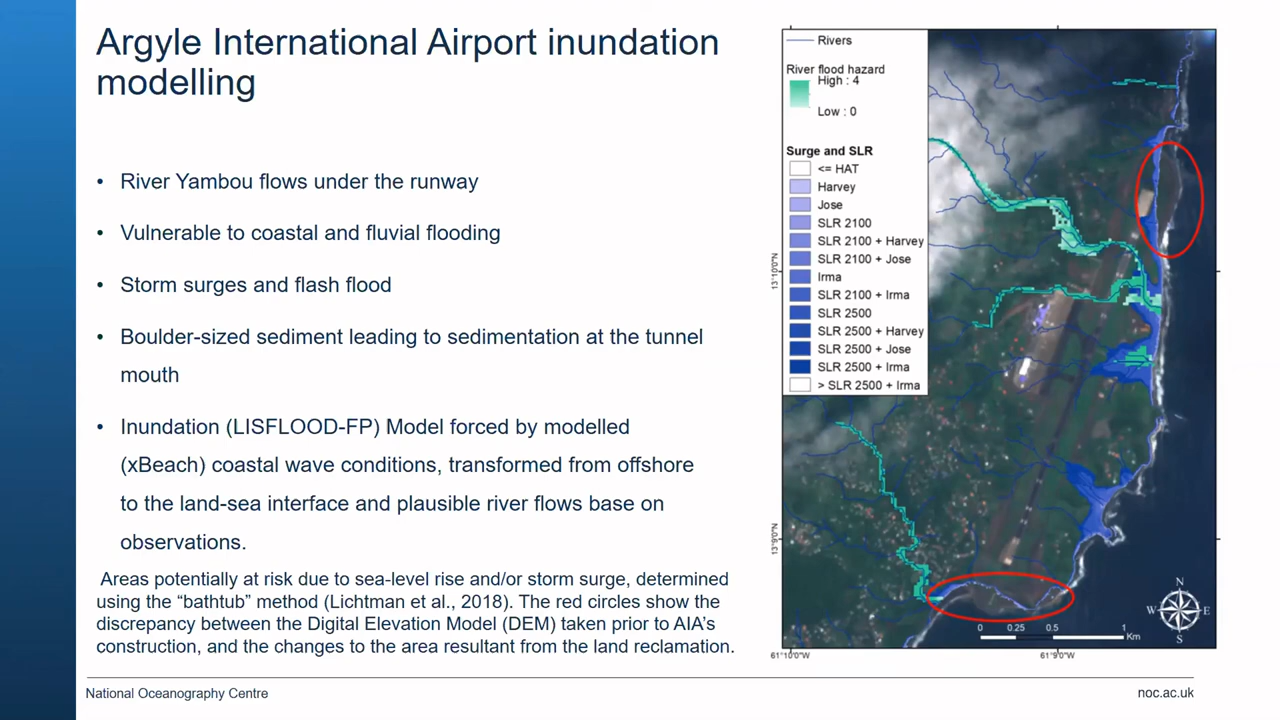 Argyle International Airport inundation
modelling
• River Yambou flows under the runway
• Vulnerable to coastal and fluvial flooding
• Storm surges and flash flood
• Boulder-sized sediment leading to sedimentation at the tunnel
mouth
• Inundation (LISFLOOD-FP) Model forced by modelled
(xBeach) coastal wave conditions, transformed from offshore
to the land-sea interface and plausible river flows base on
observations.
Areas potentially at risk due to sea-level rise and/or storm surge, determined
using the “bathtub” method (Lichtman et al., 2018). The red circles show the
discrepancy between the Digital Elevation Model (DEM) taken prior to AIA’s
construction, and the changes to the area resultant from the land reclamation.
Rivers
River flood hazard
High : 4
Low : 0
Surge and SLR
<= HAT
Harvey
Jose
SLR 2100
SLR 2100 + Harvey
SLR 2100 + Jose
Irma
SLR 2100 + Irma
SLR 2500
SLR 2500 + Harvey
SLR 2500 + Jose
SLR 2500 + Irma
> SLR 2500 + Irma
13°10'0"N
13°9'0"N
N
W E
S
0 0.25 0.5 1
Km
61°10'0"W 61°9'0"W
National Oceanography Centre
noc.ac.uk